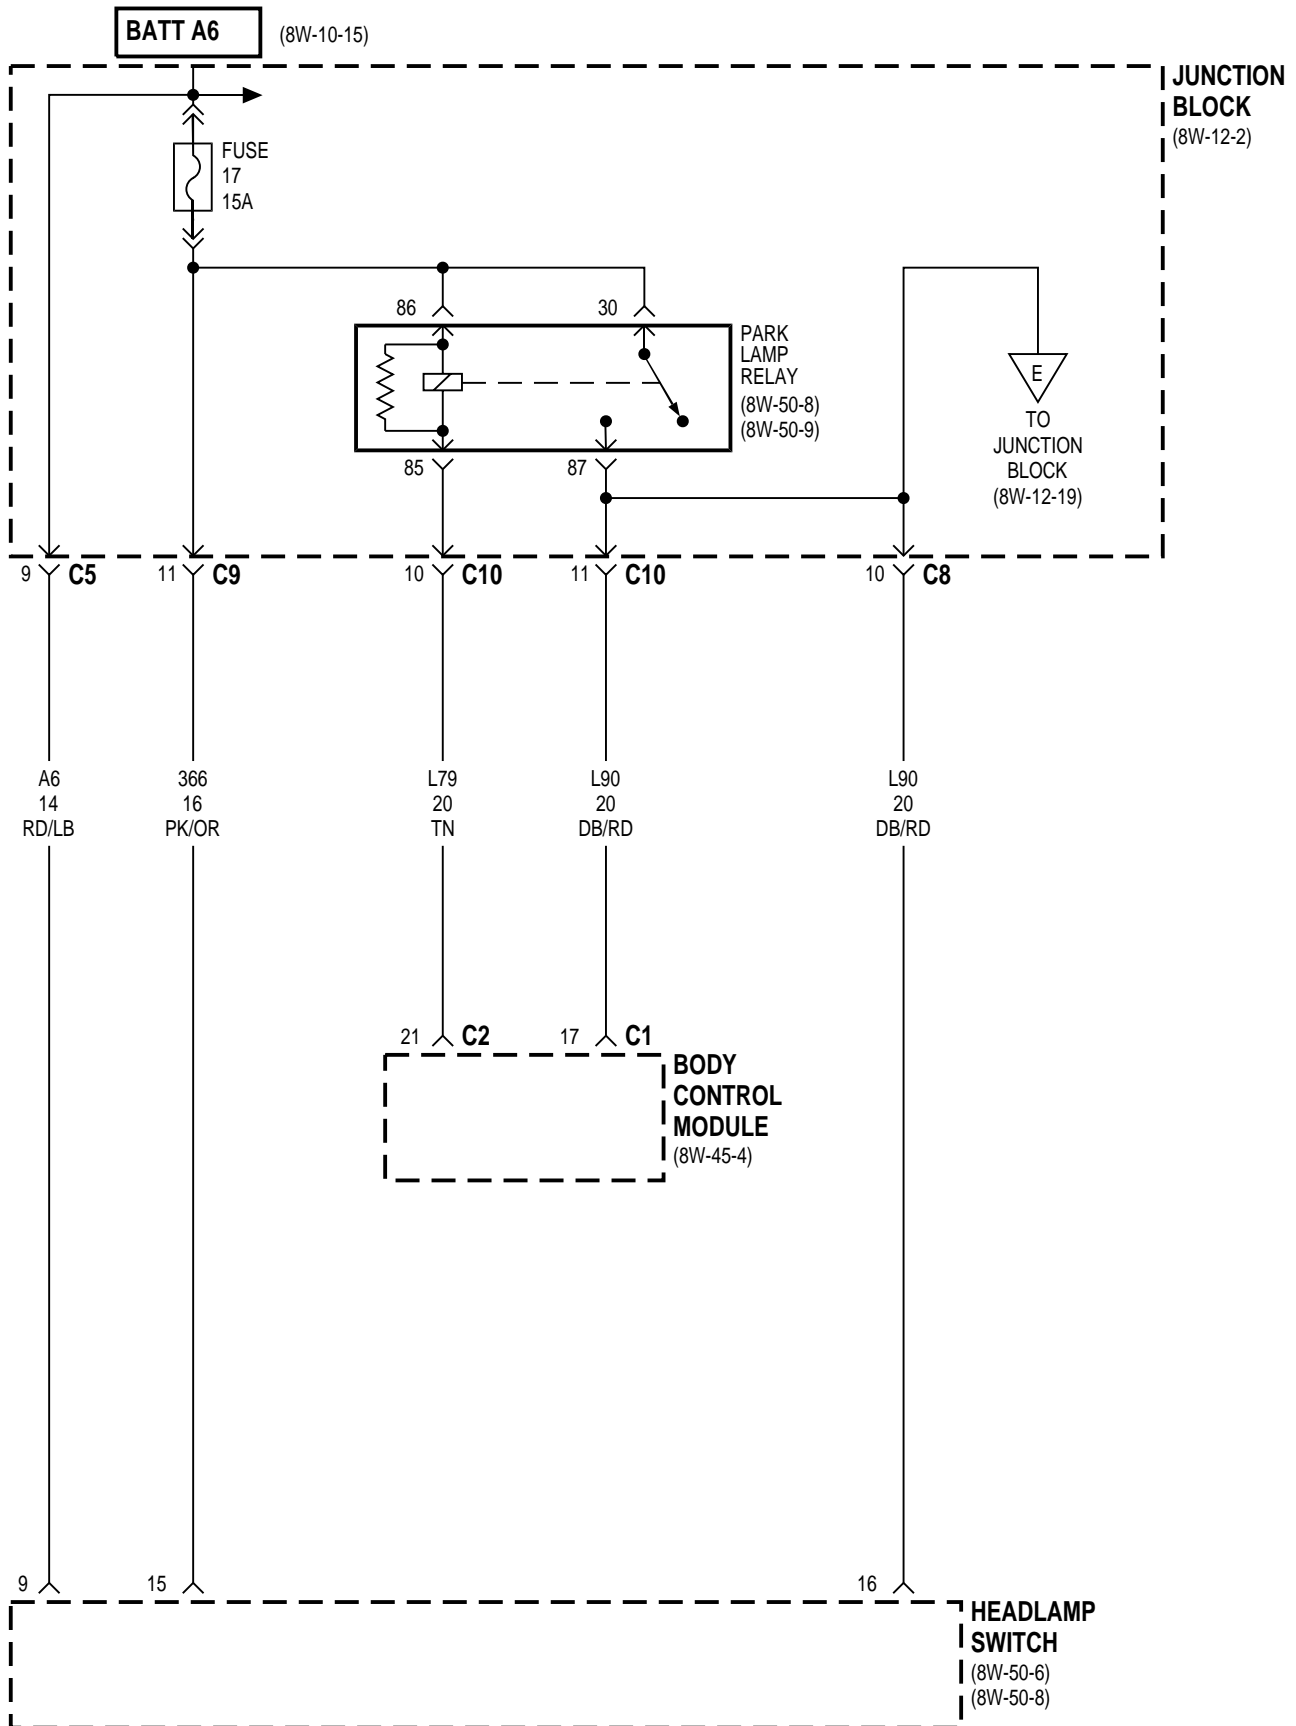 BATT A6 (8W-10-15)
JUNCTION
BLOCK
(8W-12-2)
FUSE
17
15A
86 30
PARK
LAMP
RELAY
(8W-50-8)
(8W-50-9)
85 87
E
TO
JUNCTION
BLOCK
(8W-12-19)
9 C5 11 C9 10 C10 11 C10 10 C8
A6 366 L79 L90 L90
14 16 20 20 20
RD/LB PK/OR TN DB/RD DB/RD
21 C2 17 C1
BODY
CONTROL
MODULE
(8W-45-4)
9 15 16
HEADLAMP
SWITCH
(8W-50-6)
(8W-50-8)